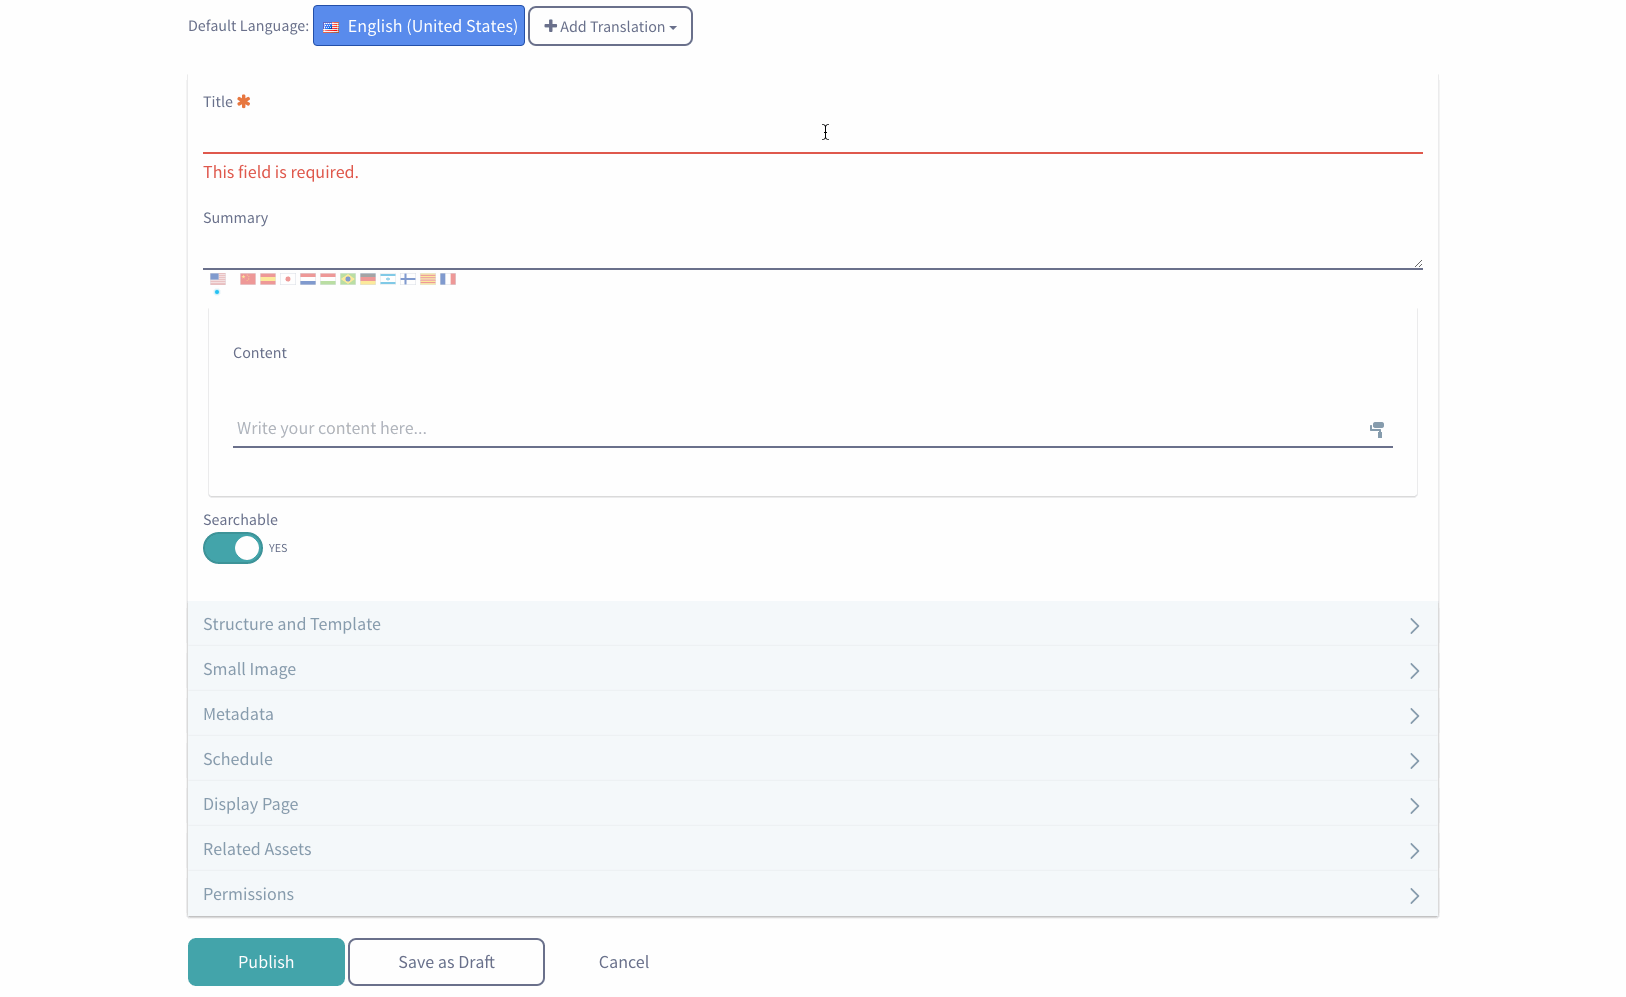 Default Language: English (United States) Add Translation
Title
This field is required.
Summary
Content
Write your content here...
Searchable
YES
Structure and Template
Small Image
Metadata
Schedule
Display Page
Related Assets
Permissions
Publish Save as Draft Cancel